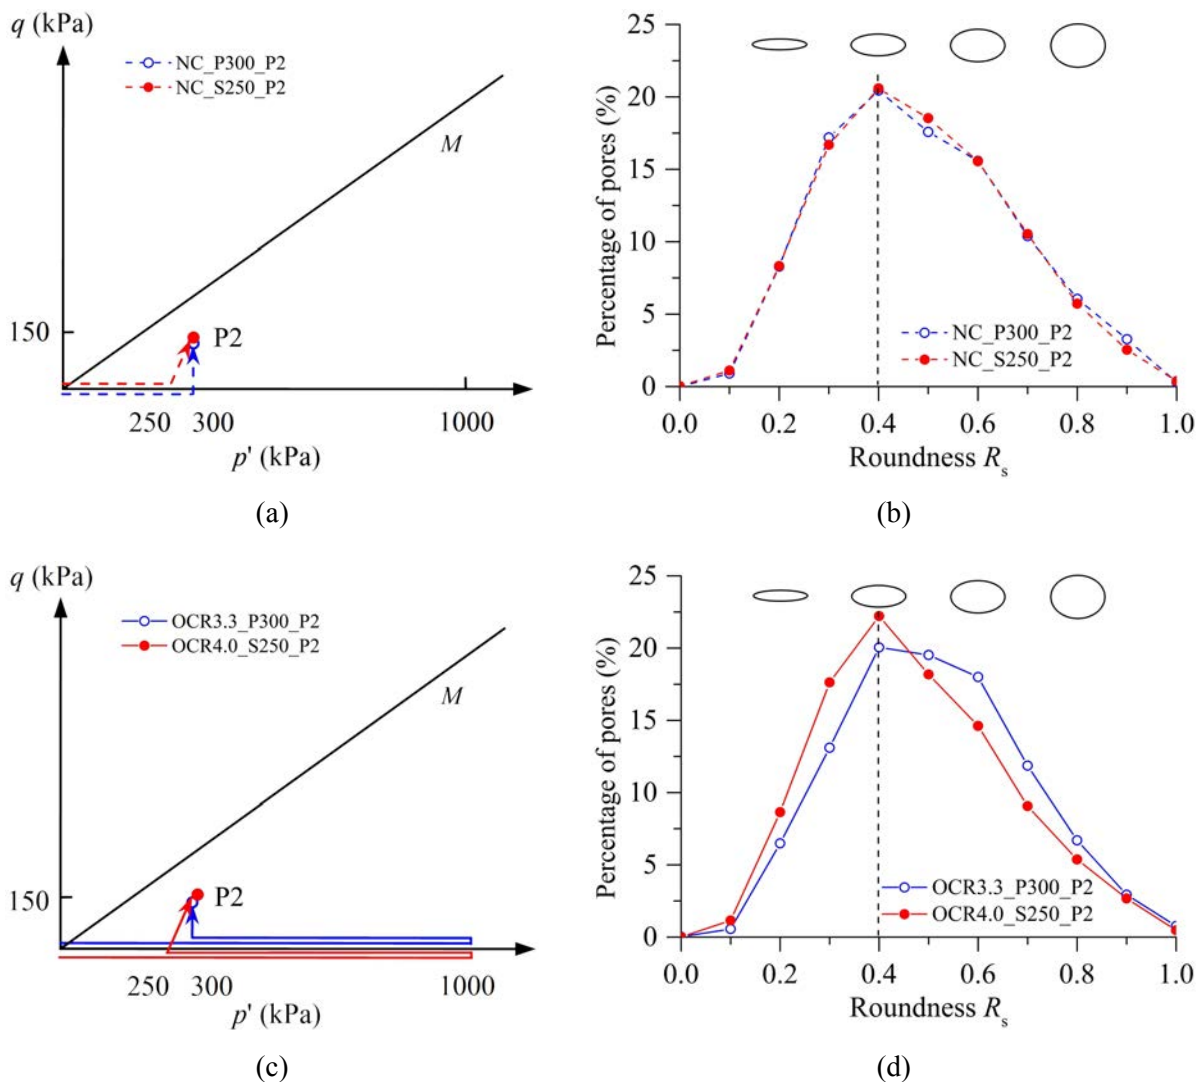 q (kPa)
NC_P300_P2
NC_S250_P2
M
150
P2
250 300 1000
p' (kPa)
(a)
25
20
15
10
5
0
Percentage of pores (%)
NC_P300_P2
NC_S250_P2
0.0 0.2 0.4 0.6 0.8 1.0
Roundness Rs
(b)
q (kPa)
OCR3.3_P300_P2
OCR4.0_S250_P2
M
150
P2
250 300 1000
p' (kPa)
(c)
25
20
15
10
5
0
Percentage of pores (%)
OCR3.3_P300_P2
OCR4.0_S250_P2
0.0 0.2 0.4 0.6 0.8 1.0
Roundness Rs
(d)